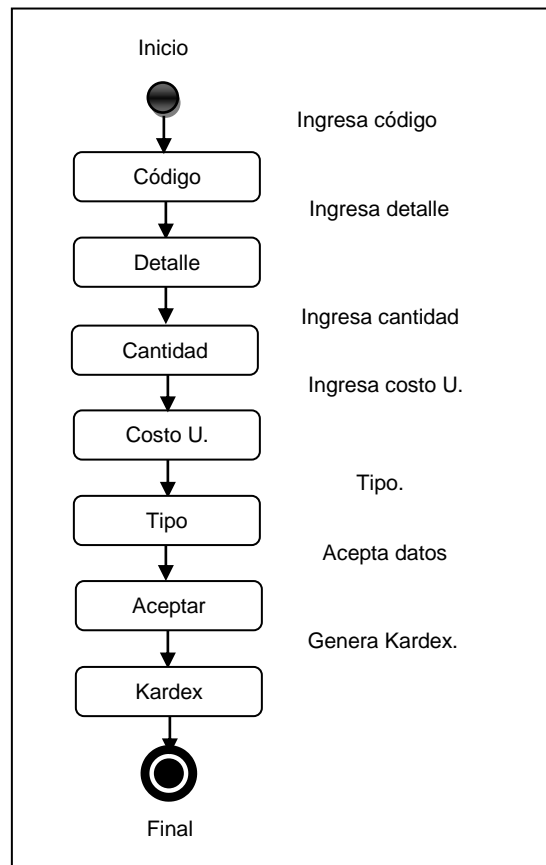 Inicio
Ingresa código
Código
Ingresa detalle
Detalle
Ingresa cantidad
Cantidad
Ingresa costo U.
Costo U.
Tipo.
Tipo
Acepta datos
Aceptar
Genera Kardex.
Kardex
Final